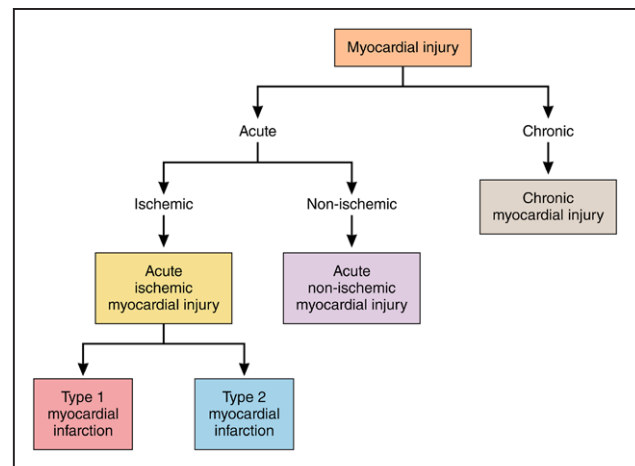 Myocardial injury
Acute
Chronic
Ischemic
Non-ischemic
Chronic
myocardial injury
Acute
ischemic
myocardial injury
Acute
non-ischemic
myocardial injury
Type 1
myocardial
infarction
Type 2
myocardial
infarction